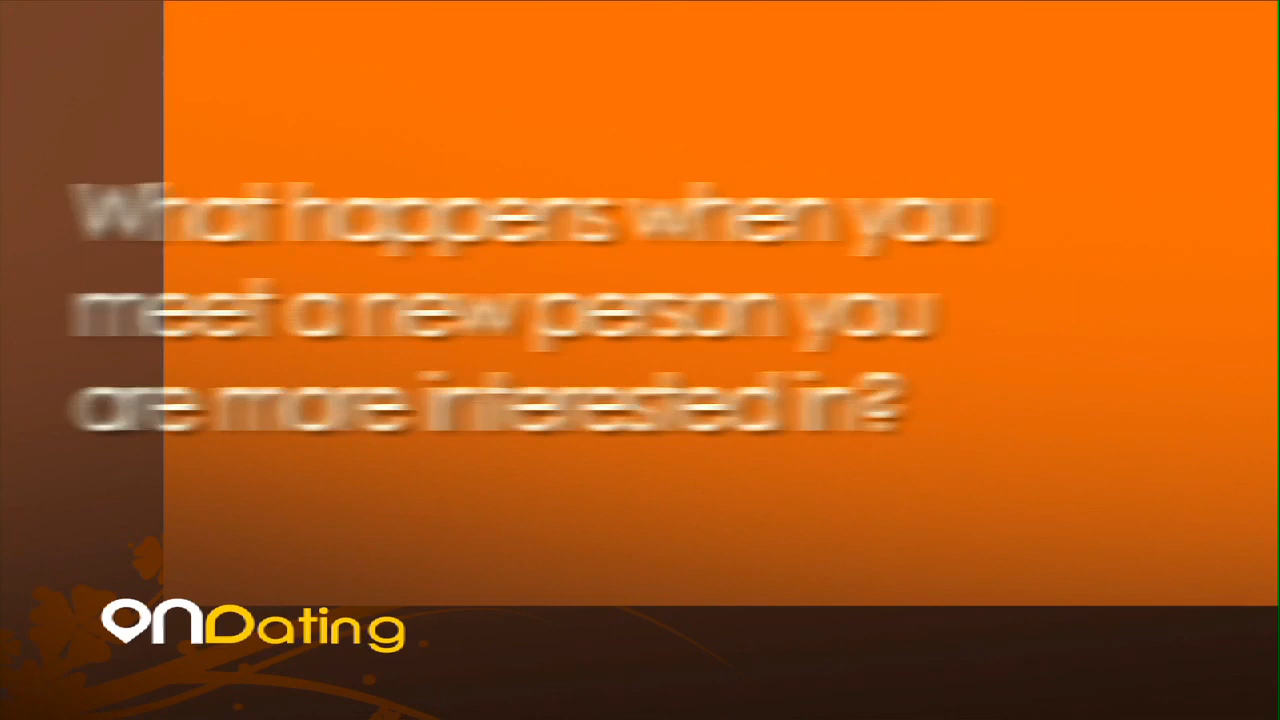 What happens when you
meet a new person you
are more interested in?
onDating